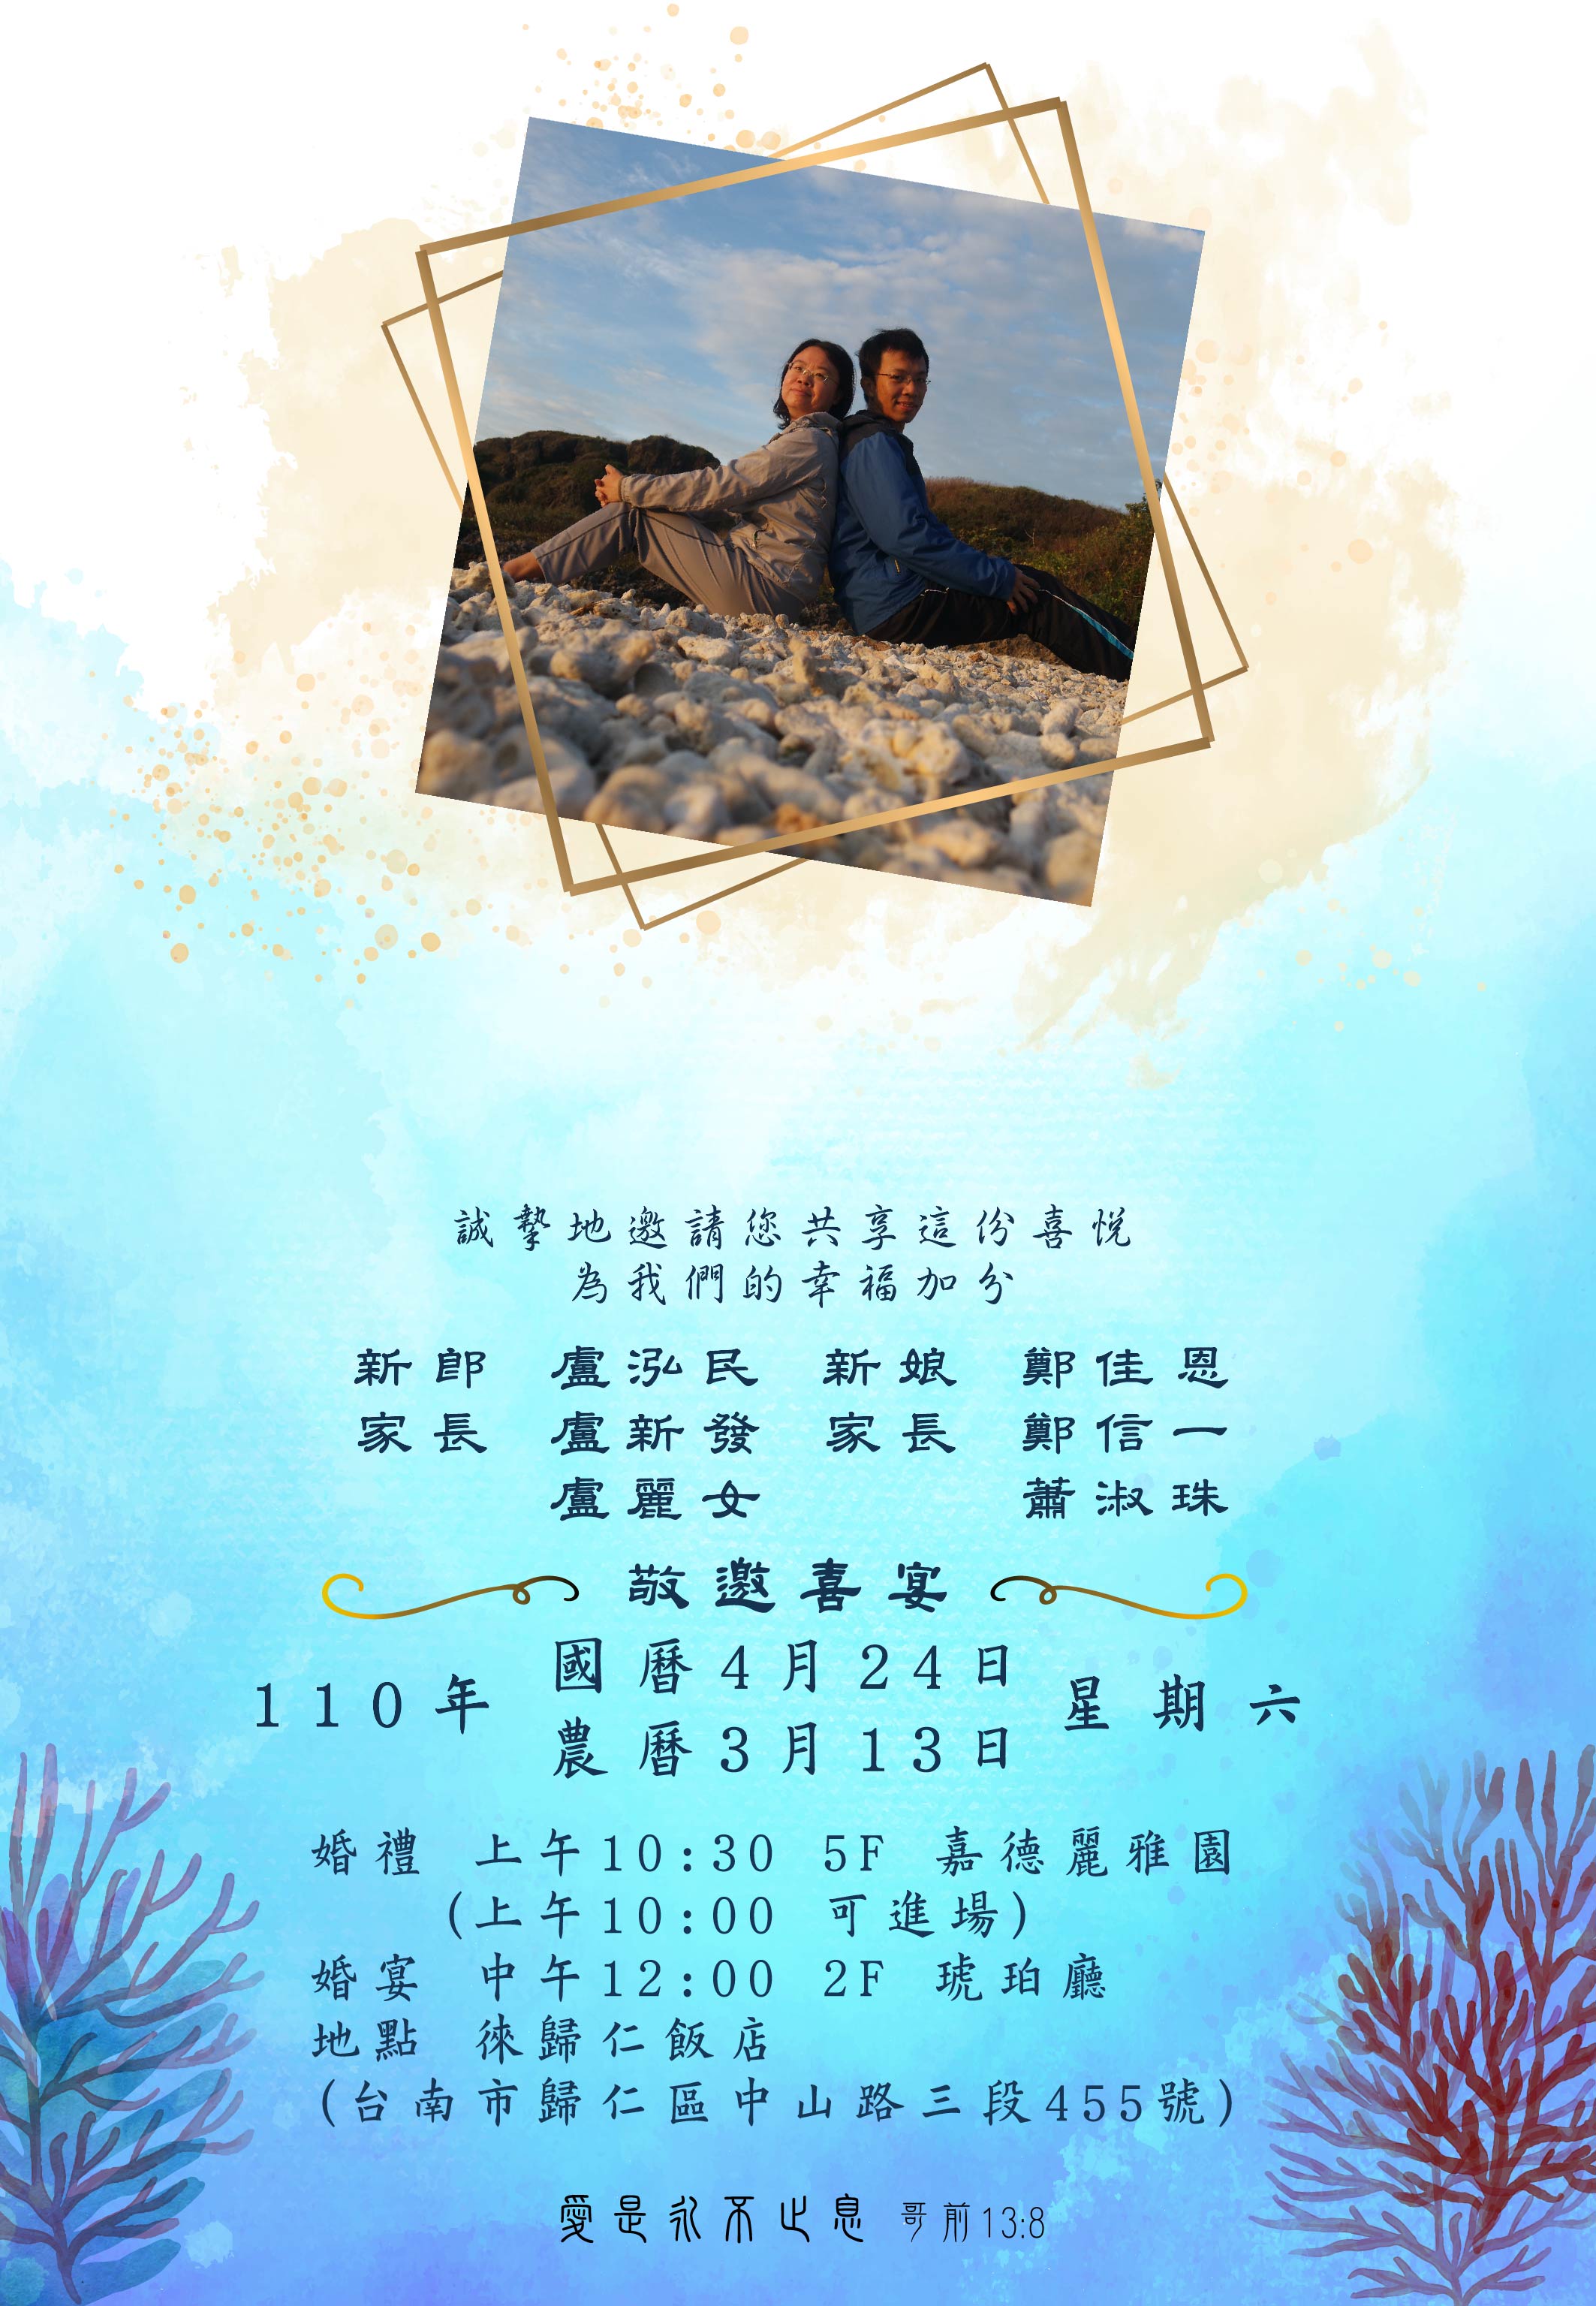 誠摯地邀請您共享這份喜悅
為我們的幸福加分
新郎 盧泓民 新娘 鄭佳恩
家長 盧新發 家長 鄭信一
盧麗女 蕭淑珠
敬邀喜宴
110年 國曆4月24日 星期六
農曆3月13日
婚禮 上午10:30 5F 嘉德麗雅園
(上午10:00 可進場)
婚宴 中午12:00 2F 琥珀廳
地點 徠歸仁飯店
(台南市歸仁區中山路三段455號)
愛是永不止息 哥前13:8